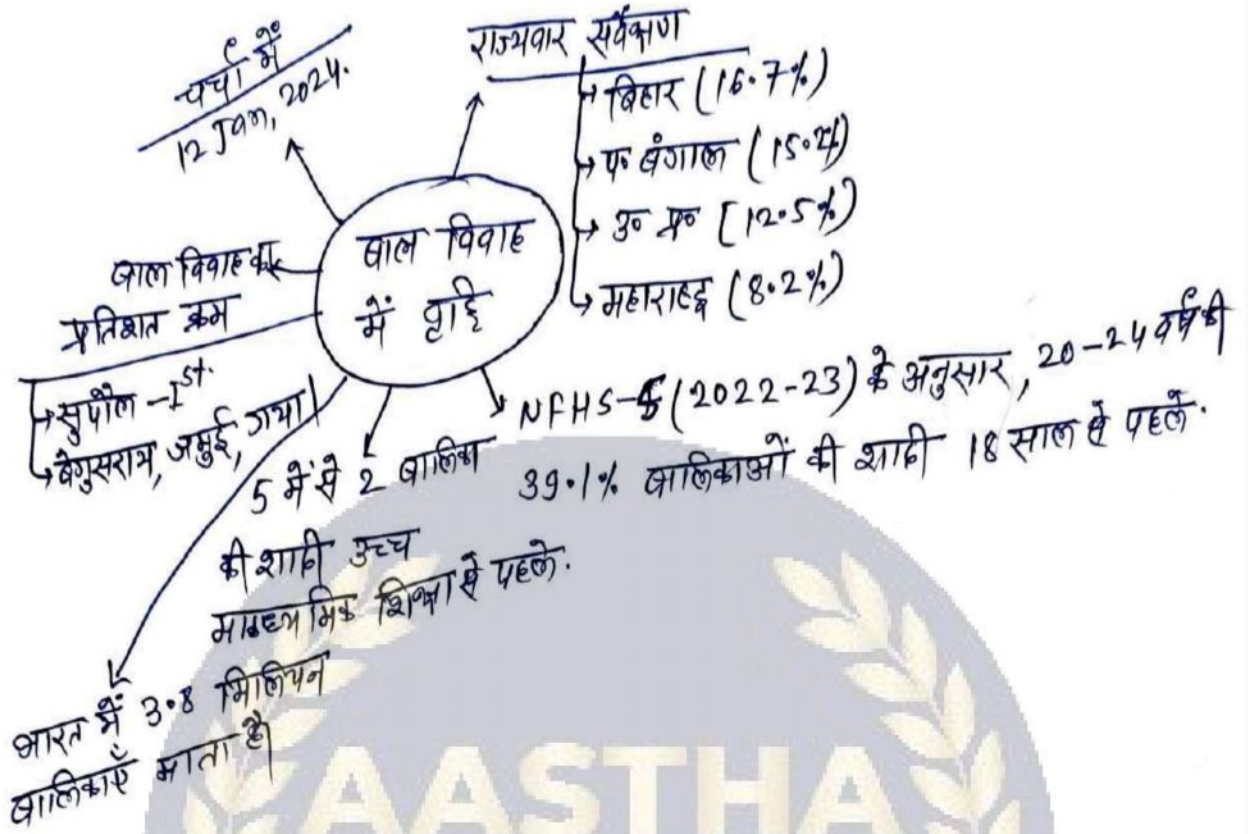 चर्चा में
12 Jan, 2024.
राज्यवार सर्वेक्षण
बिहार (16.7%)
प० बंगाल (15.2%)
उ० प्र० [12.5%)
महाराष्ट्र (8.2%)
बाल विवाह
में वृद्धि
बाल विवाह का
प्रतिशत क्रम
सुपौल - Ist.
बेगुसराय, जमुई, गया
NFHS-5 (2022-23) के अनुसार, 20-24 वर्ष की
39.1% बालिकाओं की शादी 18 साल से पहले.
5 में से 2 बालिका
की शादी उच्च
माध्यमिक शिक्षा से पहले.
भारत में 3.8 मिलियन
बालिकाएँ माता है।
AASTHA